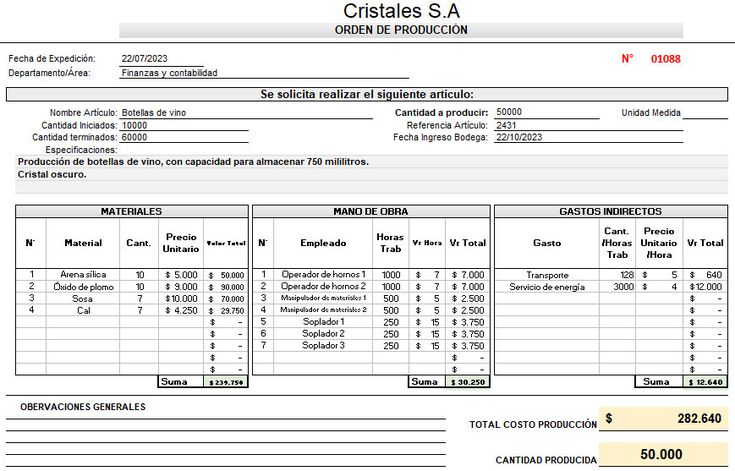 Cristales S.A
ORDEN DE PRODUCCIÓN
Fecha de Expedición: 22/07/2023 N° 01088
Departamento/Área: Finanzas y contabilidad
Se solicita realizar el siguiente articulo:
Nombre Artículo: Botellas de vino Cantidad a producir: 50000 Unidad Medida
Cantidad Iniciados: 10000 Referencia Artículo: 2431
Cantidad terminados: 60000 Fecha Ingreso Bodega: 22/10/2023
Especificaciones:
Producción de botellas de vino, con capacidad para almacenar 750 mililitros.
Cristal oscuro.
MATERIALES MANO DE OBRA GASTOS INDIRECTOS
N° Material Cant. Precio Unitario Valor Total N° Empleado Horas Trab Vr Hora Vr Total Gasto Cant. /Horas Trab Precio Unitario /Hora Vr Total
1 Arena sílica 10 $ 5.000 $ 50.000 1 Operador de hornos 1 1000 $ 7 $ 7.000 Transporte 128 $ 5 $ 640
2 Óxido de plomo 10 $ 9.000 $ 90.000 2 Operador de hornos 2 1000 $ 7 $ 7.000 Servicio de energía 3000 $ 4 $12.000
3 Sosa 7 $10.000 $ 70.000 3 Manipulador de materiales 1 500 $ 5 $ 2.500 $ -
4 Cal 7 $ 4.250 $ 29.750 4 Manipulador de materiales 2 500 $ 5 $ 2.500 $ -
$ - 5 Soplador 1 250 $ 15 $ 3.750 $ -
$ - 6 Soplador 2 250 $ 15 $ 3.750 $ -
$ - 7 Soplador 3 250 $ 15 $ 3.750 $ -
$ - $ - $ -
$ - $ - $ -
Suma $ 239.750 Suma $ 30.250 Suma $ 12.640
OBERVACIONES GENERALES
TOTAL COSTO PRODUCCIÓN $ 282.640
CANTIDAD PRODUCIDA 50.000